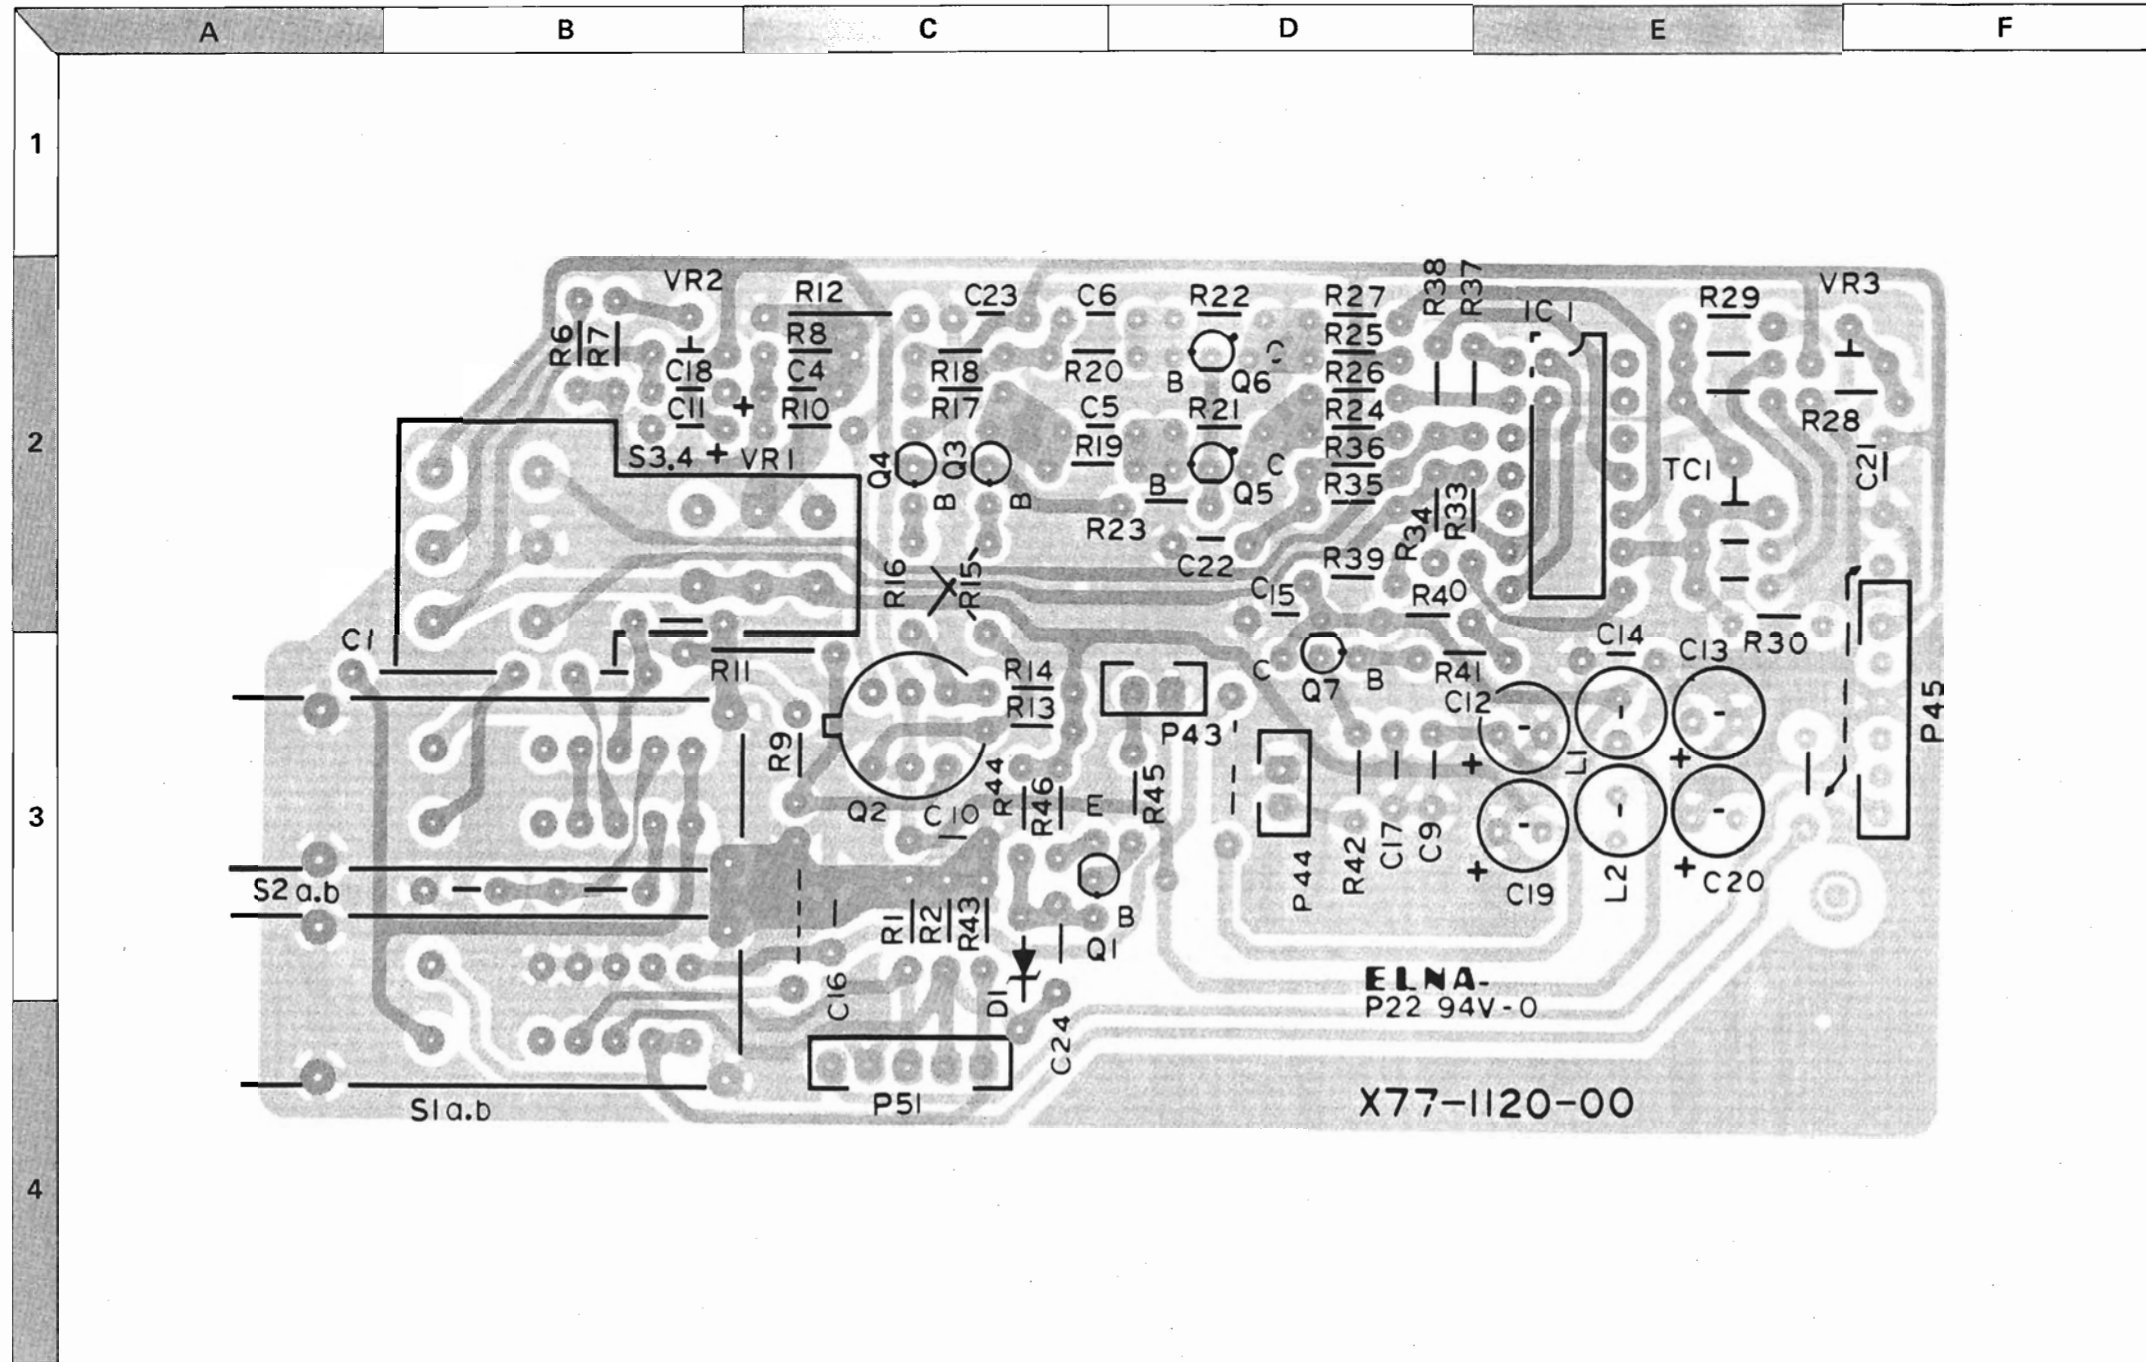 A B C D E F
1
VR2 R12 C23 C6 R22 R27 R38 R37 IC1 R29 VR3
R6 R7 R8 R25
C18 C4 R18 R20 B Q6 C R26
C11 + R10 R17 C5 R21 R24 R28
2
S3.4 + VR1 Q4 Q3 R19 C R36 TC1 C21
B B B Q5 R35
R23 R34 R33
C22 R39
R16 R15 C15 R40
C1 R11 R14 C Q7 B R41 C14 C13 R30
R13 C12 P45
R9 P43 - - -
+ L1 +
R44 R46 E R45
3
Q2 C10 - - -
P44 R42 C17 C9 + C19 L2 + C20
S2a.b
R1 R2 R43 B
Q1
C16 D1 ELNA-
P22 94V-0
C24
S1a.b P51 X77-1120-00
4